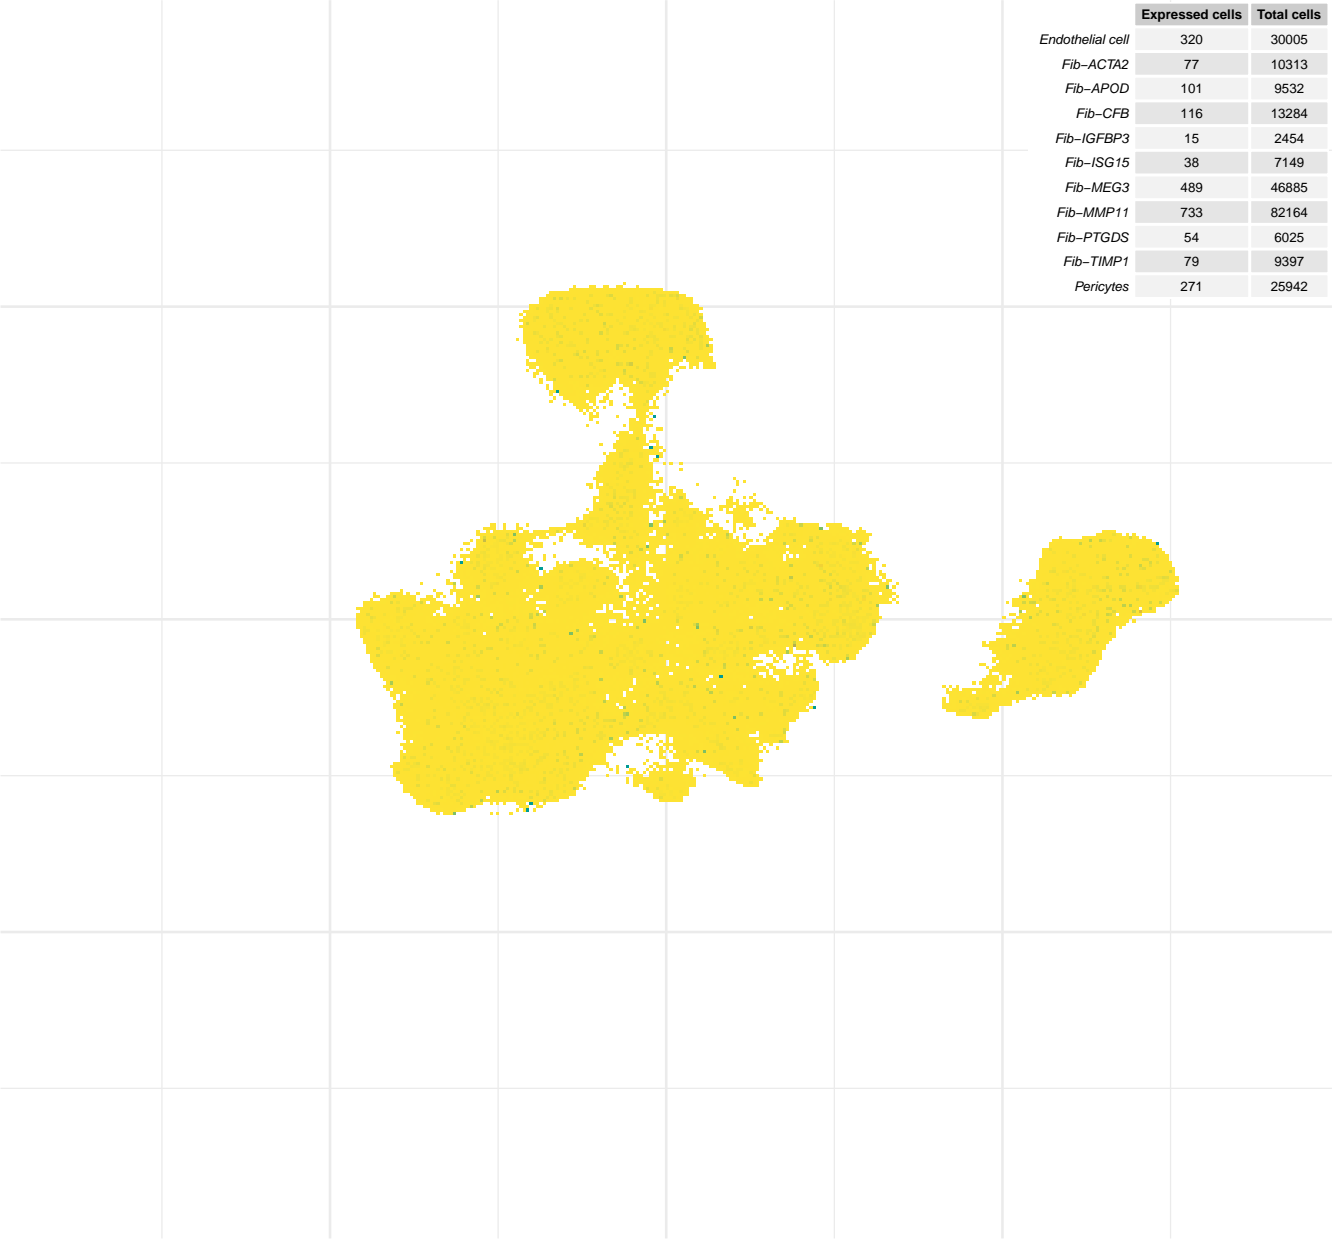 Expressed cells Total cells
Endothelial cell 320 30005
Fib−ACTA2 77 10313
Fib−APOD 101 9532
Fib−CFB 116 13284
Fib−IGFBP3 15 2454
Fib−ISG15 38 7149
Fib−MEG3 489 46885
Fib−MMP11 733 82164
Fib−PTGDS 54 6025
Fib−TIMP1 79 9397
Pericytes 271 25942